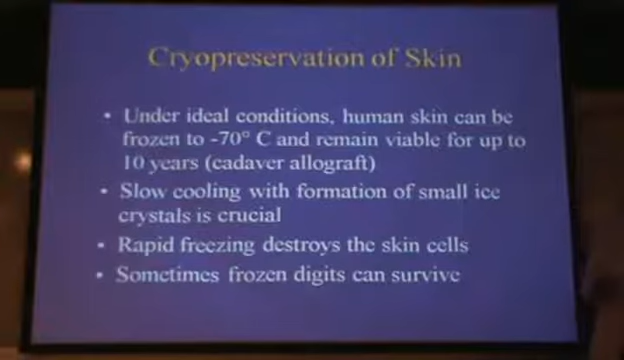 Cryopreservation of Skin
• Under ideal conditions, human skin can be
frozen to -70° C and remain viable for up to
10 years (cadaver allograft)
• Slow cooling with formation of small ice
crystals is crucial
• Rapid freezing destroys the skin cells
• Sometimes frozen digits can survive